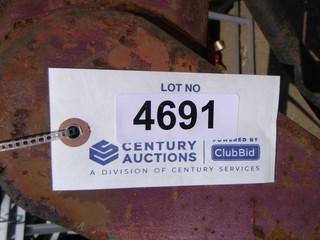 LOT NO
4691
CENTURY AUCTIONS
POWERED BY
ClubBid
A DIVISION OF CENTURY SERVICES